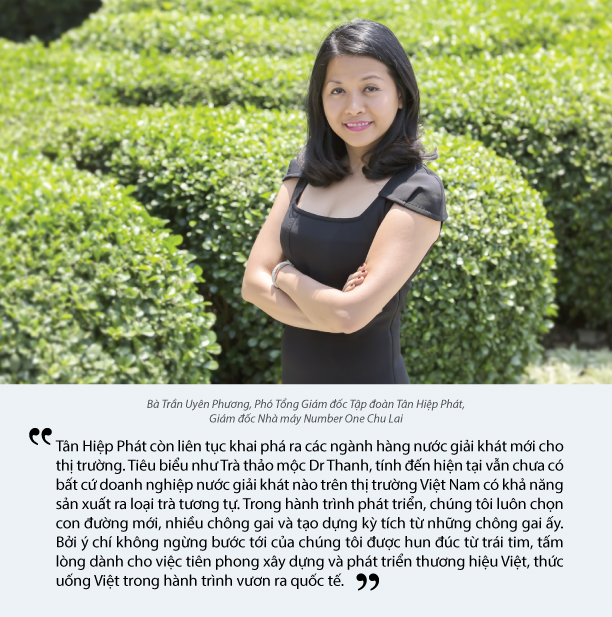 Bà Trần Uyên Phương, Phó Tổng Giám đốc Tập đoàn Tân Hiệp Phát,
Giám đốc Nhà máy Number One Chu Lai
“ Tân Hiệp Phát còn liên tục khai phá ra các ngành hàng nước giải khát mới cho
thị trường. Tiêu biểu như Trà thảo mộc Dr Thanh, tính đến hiện tại vẫn chưa có
bất cứ doanh nghiệp nước giải khát nào trên thị trường Việt Nam có khả năng
sản xuất ra loại trà tương tự. Trong hành trình phát triển, chúng tôi luôn chọn
con đường mới, nhiều chông gai và tạo dựng kỳ tích từ những chông gai ấy.
Bởi ý chí không ngừng bước tới của chúng tôi được hun đúc từ trái tim, tấm
lòng dành cho việc tiên phong xây dựng và phát triển thương hiệu Việt, thức
uống Việt trong hành trình vươn ra quốc tế. ”